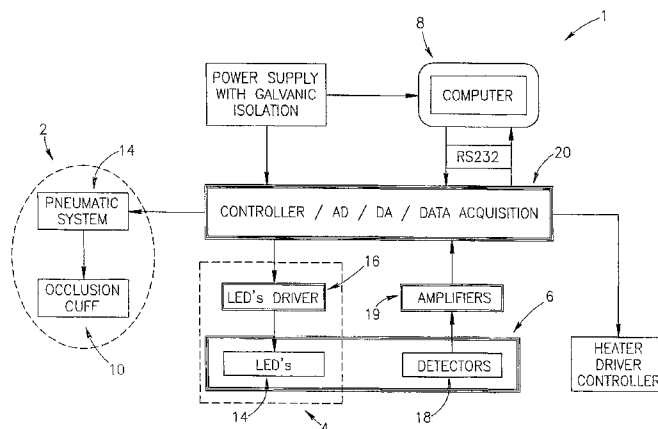 1
8
POWER SUPPLY
WITH GALVANIC
ISOLATION
COMPUTER
2
14
RS232
20
PNEUMATIC
SYSTEM
CONTROLLER / AD / DA / DATA ACQUISITION
16
LED's DRIVER
19
AMPLIFIERS
6
OCCLUSION
CUFF
10
LED's
DETECTORS
HEATER
DRIVER
CONTROLLER
14
18
4